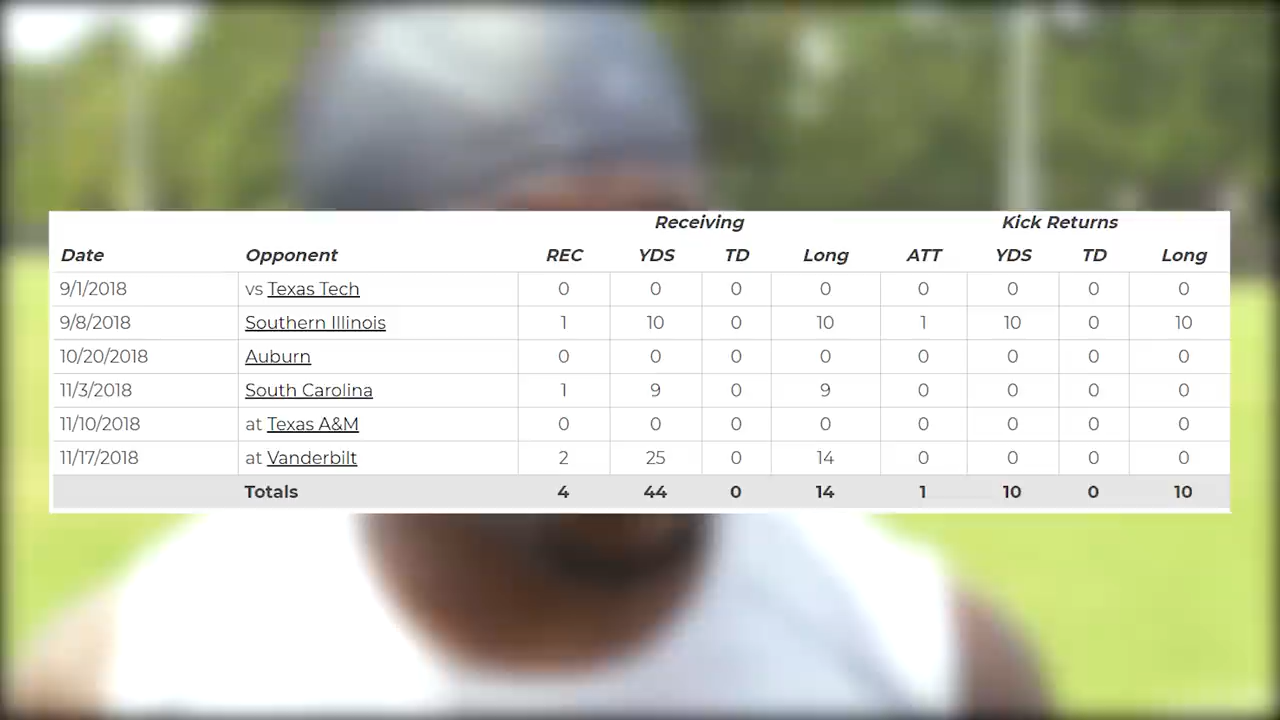 Receiving Kick Returns
Date Opponent REC YDS TD Long ATT YDS TD Long
9/1/2018 vs Texas Tech 0 0 0 0 0 0 0 0
9/8/2018 Southern Illinois 1 10 0 10 1 10 0 10
10/20/2018 Auburn 0 0 0 0 0 0 0 0
11/3/2018 South Carolina 1 9 0 9 0 0 0 0
11/10/2018 at Texas A&M 0 0 0 0 0 0 0 0
11/17/2018 at Vanderbilt 2 25 0 14 0 0 0 0
Totals 4 44 0 14 1 10 0 10